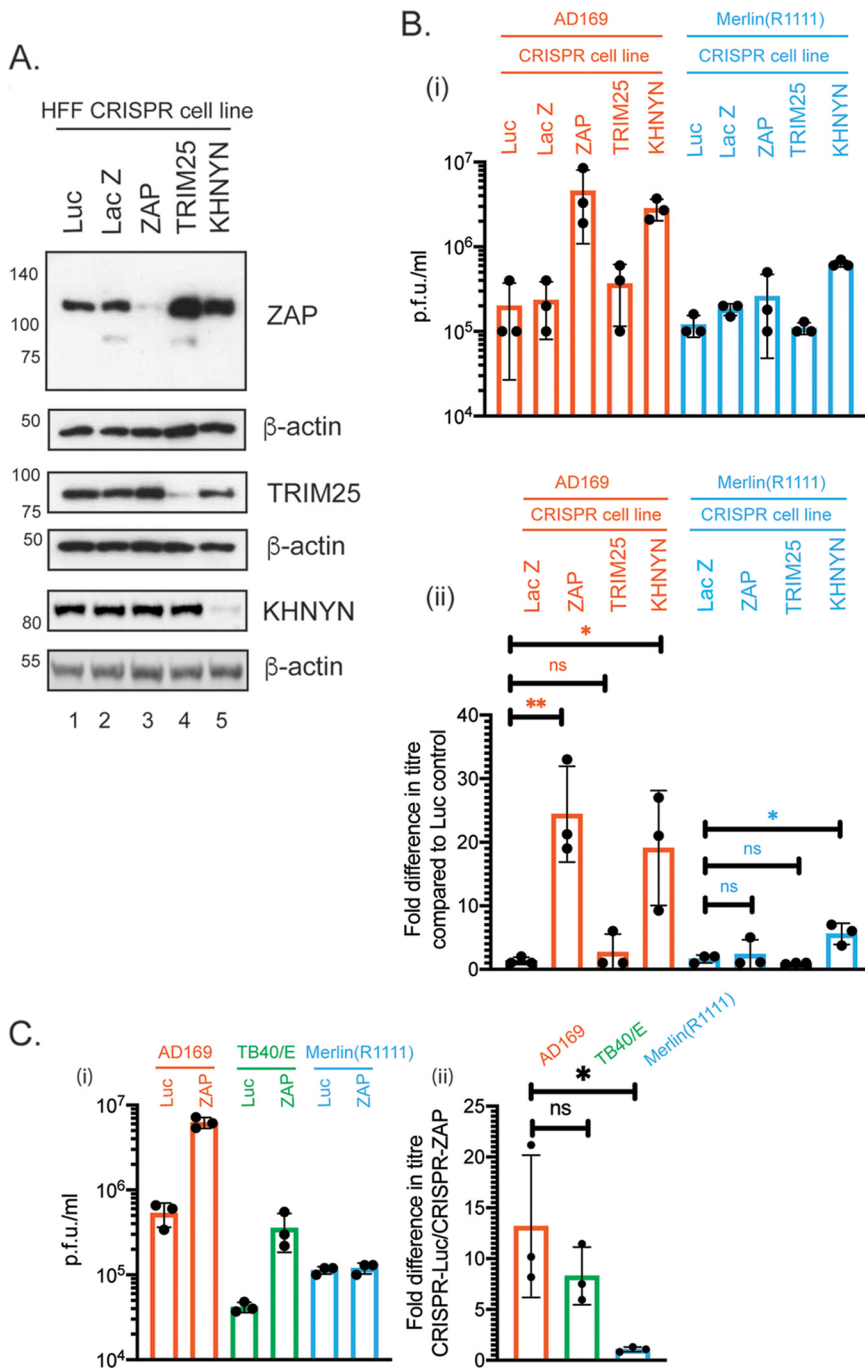 A.
HFF CRISPR cell line
Luc
Lac Z
ZAP
TRIM25
KHNYN
140
100
75
ZAP
50
β-actin
100
75
TRIM25
50
β-actin
80
KHNYN
55
β-actin
1 2 3 4 5
B.
(i)
AD169 Merlin(R1111)
CRISPR cell line CRISPR cell line
Luc Lac Z ZAP TRIM25 KHNYN Luc Lac Z ZAP TRIM25 KHNYN
p.f.u./ml
10⁷
10⁶
10⁵
10⁴
(ii)
AD169 Merlin(R1111)
CRISPR cell line CRISPR cell line
Lac Z ZAP TRIM25 KHNYN Lac Z ZAP TRIM25 KHNYN
*
ns
**
*
ns
ns
Fold difference in titre
compared to Luc control
40
30
20
10
0
C.
(i)
AD169 TB40/E Merlin(R1111)
Luc ZAP Luc ZAP Luc ZAP
p.f.u./ml
10⁷
10⁶
10⁵
10⁴
(ii)
AD169
TB40/E
Merlin(R1111)
*
ns
Fold difference in titre
CRISPR-Luc/CRISPR-ZAP
25
20
15
10
5
0